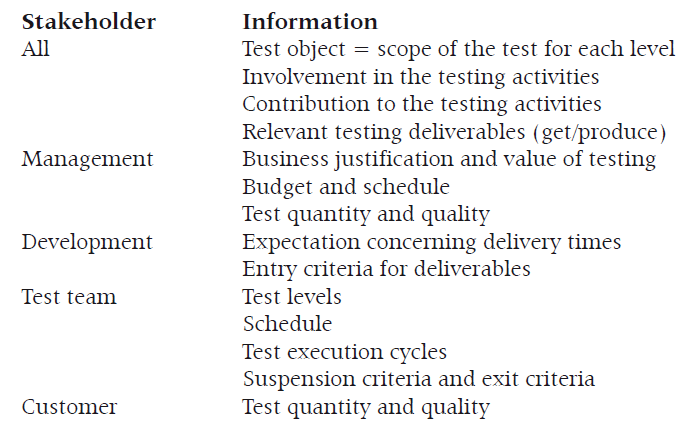 Stakeholder Information
All Test object = scope of the test for each level
Involvement in the testing activities
Contribution to the testing activities
Relevant testing deliverables (get/produce)
Management Business justification and value of testing
Budget and schedule
Test quantity and quality
Development Expectation concerning delivery times
Entry criteria for deliverables
Test team Test levels
Schedule
Test execution cycles
Suspension criteria and exit criteria
Customer Test quantity and quality